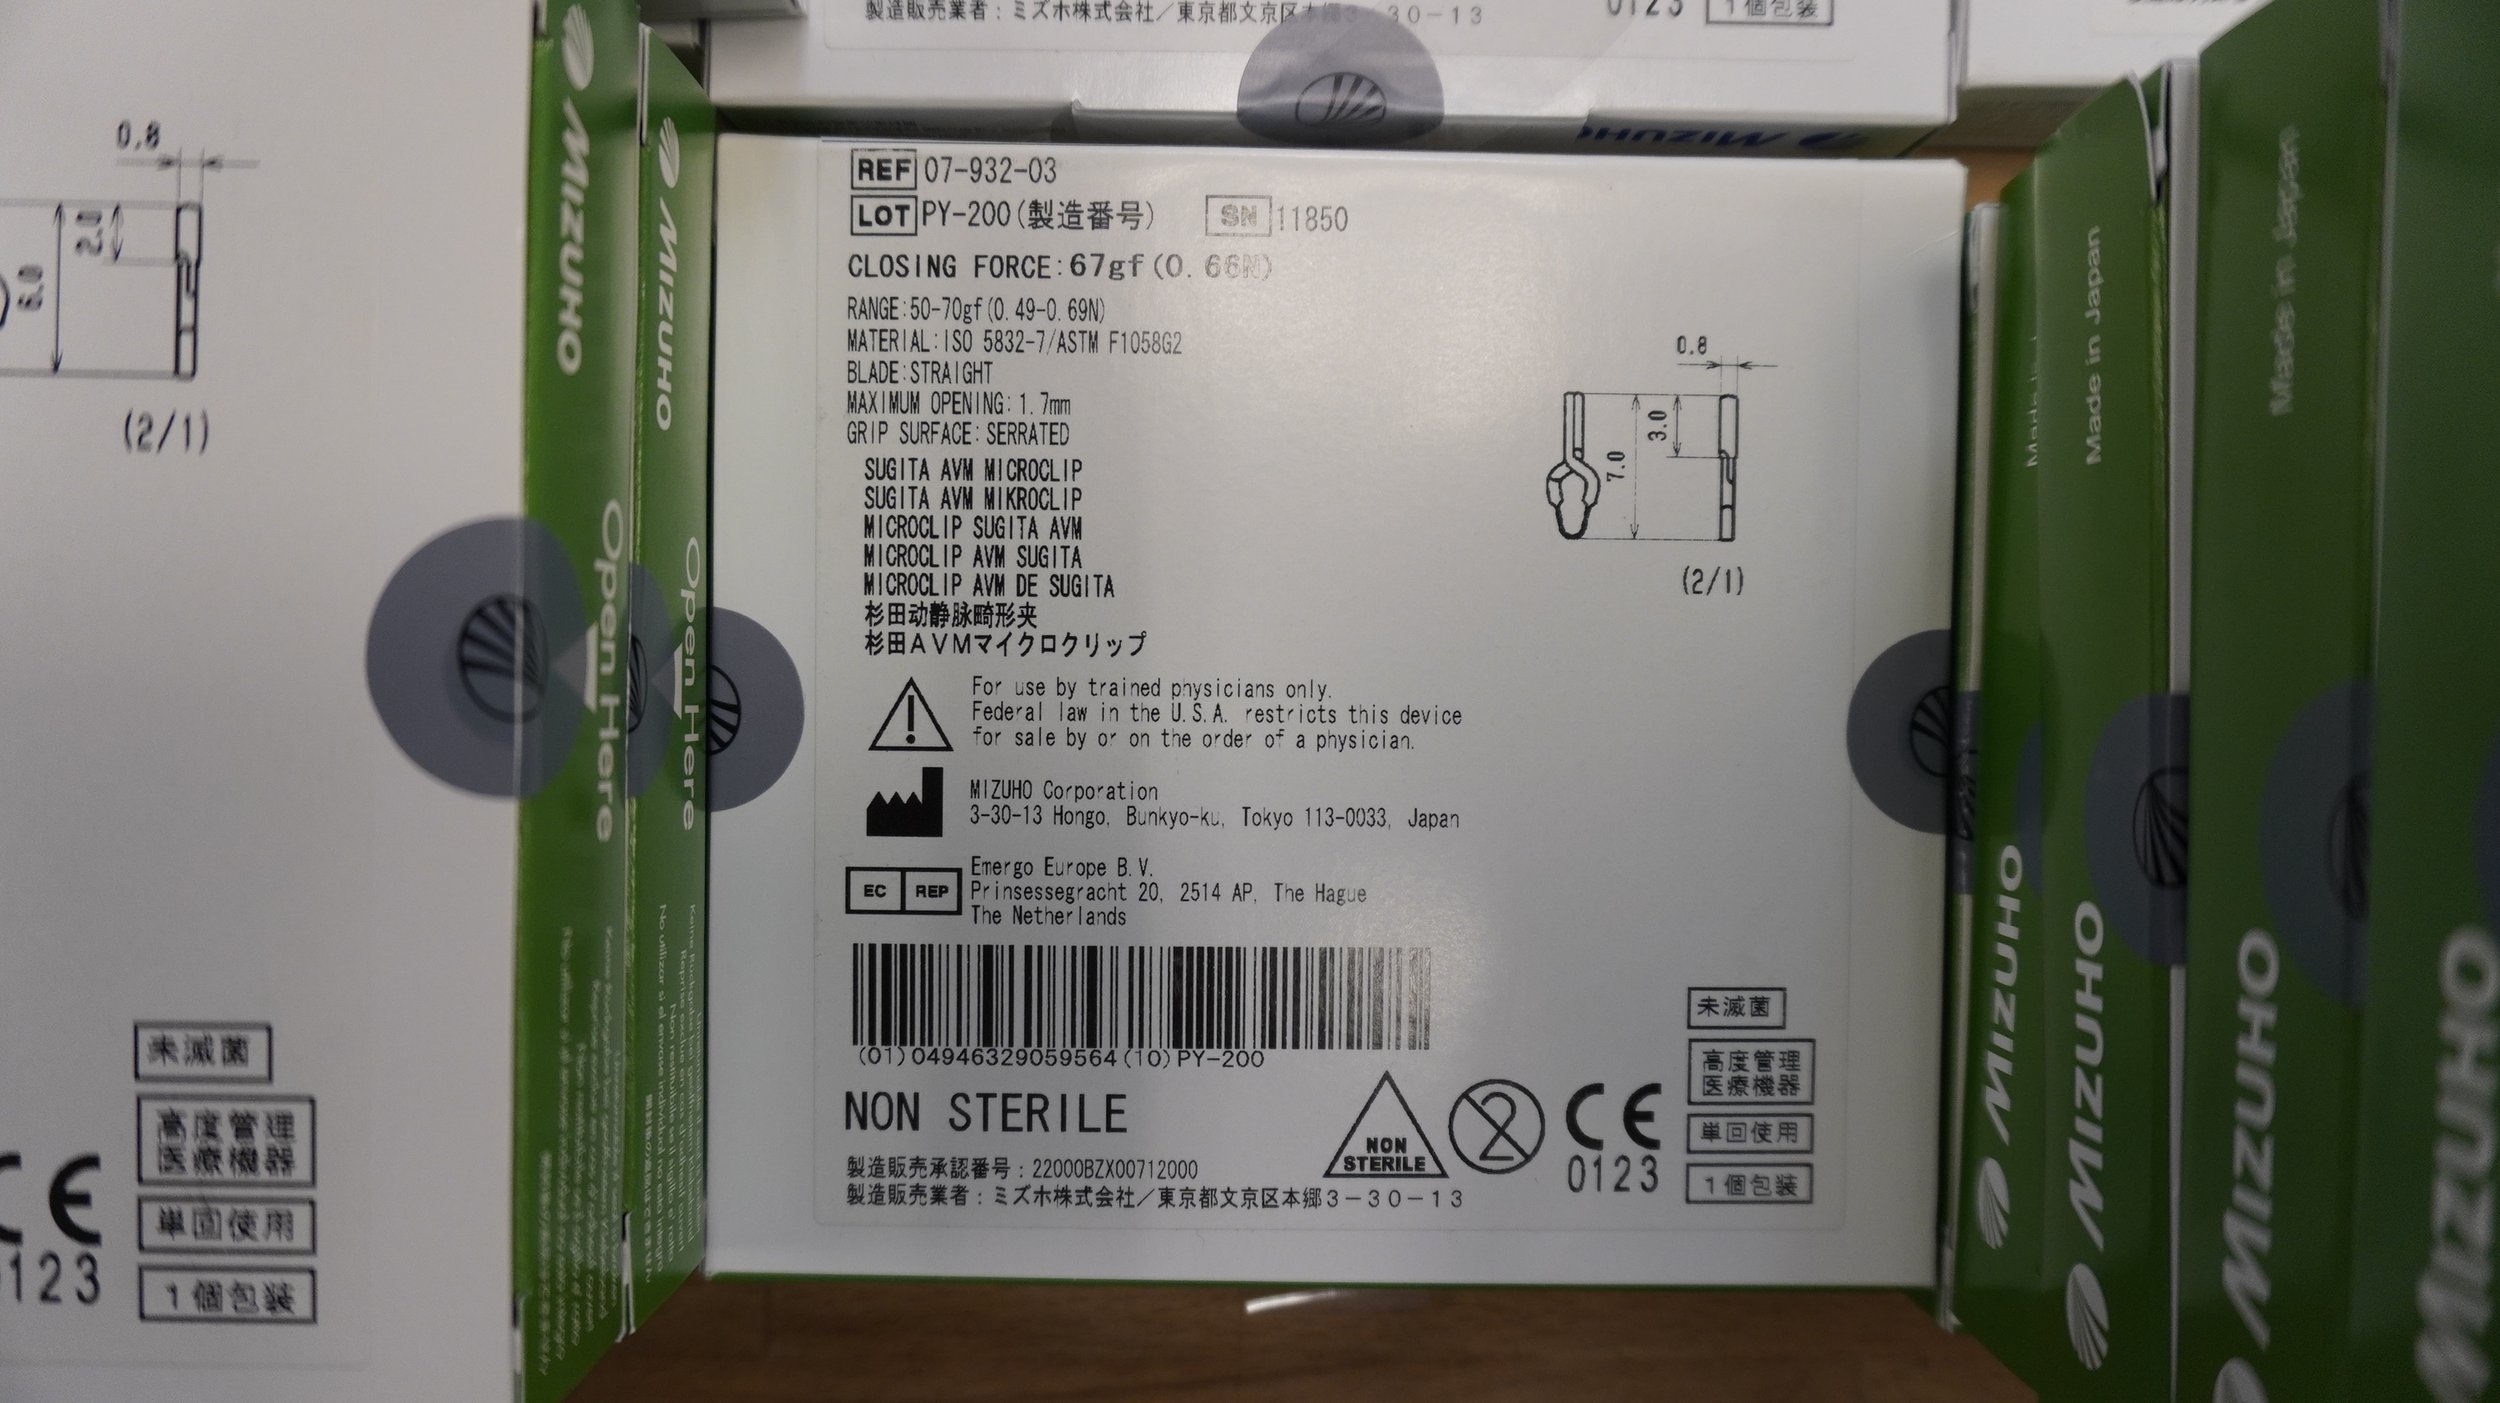 製造販売業者：ミズホ株式会社／東京都文京区本郷3-30-13
0123
1個包装
MIZUHO
0.8
2.0
6.0
(2/1)
未滅菌
高度管理
医療機器
単回使用
1個包装
0123
MIZUHO
Open Here
MIZUHO
Open Here
REF 07-932-03
LOT PY-200(製造番号) SN 11850
CLOSING FORCE:67gf(0.66N)
RANGE:50-70gf(0.49-0.69N)
MATERIAL:ISO 5832-7/ASTM F1058G2
BLADE:STRAIGHT
MAXIMUM OPENING:1.7mm
GRIP SURFACE:SERRATED
SUGITA AVM MICROCLIP
SUGITA AVM MIKROCLIP
MICROCLIP SUGITA AVM
MICROCLIP AVM SUGITA
MICROCLIP AVM DE SUGITA
杉田动静脉畸形夹
杉田AVMマイクロクリップ
0.8
3.0
7.0
(2/1)
For use by trained physicians only.
Federal law in the U.S.A. restricts this device
for sale by or on the order of a physician.
MIZUHO Corporation
3-30-13 Hongo, Bunkyo-ku, Tokyo 113-0033, Japan
EC REP
Emergo Europe B.V.
Prinsessegracht 20, 2514 AP, The Hague
The Netherlands
(01)04946329059564(10)PY-200
NON STERILE
NON
STERILE
2
CE
0123
未滅菌
高度管理
医療機器
単回使用
1個包装
製造販売承認番号：22000BZX00712000
製造販売業者：ミズホ株式会社／東京都文京区本郷3-30-13
MIZUHO
Made in Japan
MIZUHO
Made in Japan
MIZUHO
MIZUHO